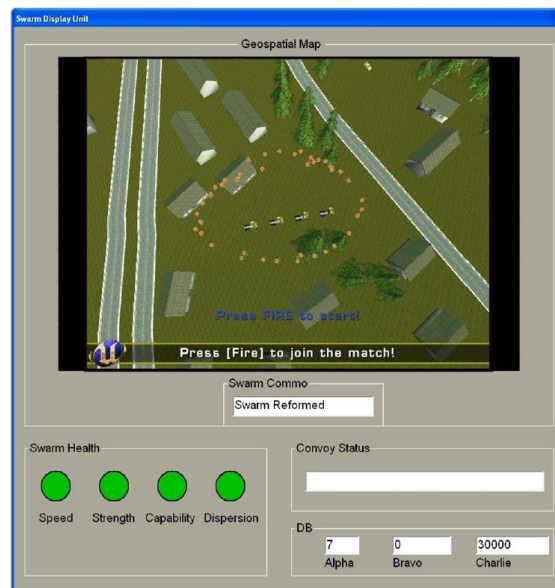 Swarm Display Unit
Geospatial Map
Press FIRE to start!
Press [Fire] to join the match!
Swarm Commo
Swarm Reformed
Swarm Health
Speed Strength Capability Dispersion
Convoy Status
DB
7 0 30000
Alpha Bravo Charlie